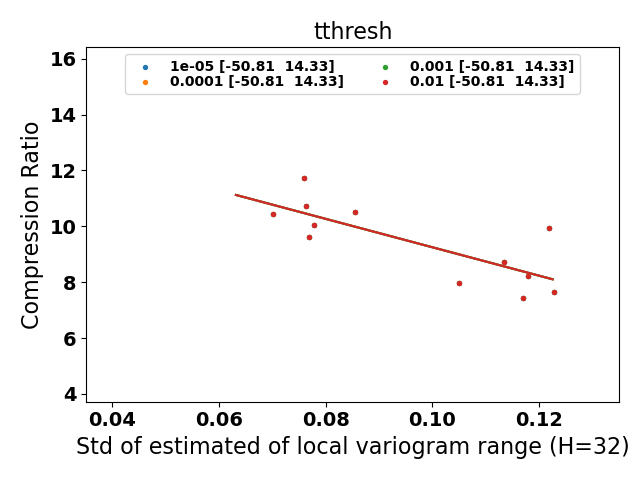 tthresh
1e-05 [-50.81  14.33]
0.0001 [-50.81  14.33]
0.001 [-50.81  14.33]
0.01 [-50.81  14.33]
Compression Ratio
16
14
12
10
8
6
4
0.04 0.06 0.08 0.10 0.12
Std of estimated of local variogram range (H=32)